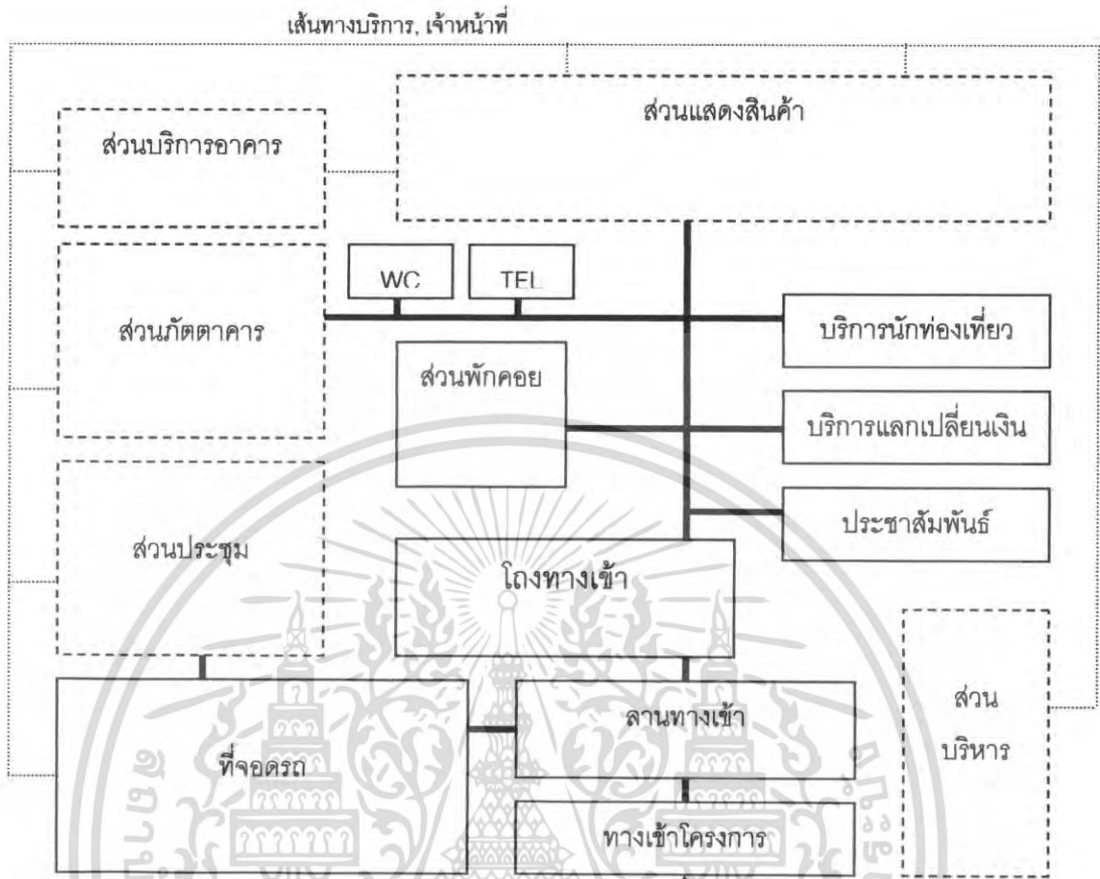 เส้นทางบริการ, เจ้าหน้าที่
ส่วนแสดงสินค้า
ส่วนบริการอาคาร
WC
TEL
ส่วนภัตตาคาร
บริการนักท่องเที่ยว
ส่วนพักคอย
บริการแลกเปลี่ยนเงิน
ประชาสัมพันธ์
ส่วนประชุม
โถงทางเข้า
ลานทางเข้า
ส่วน
บริหาร
ที่จอดรถ
ทางเข้าโครงการ